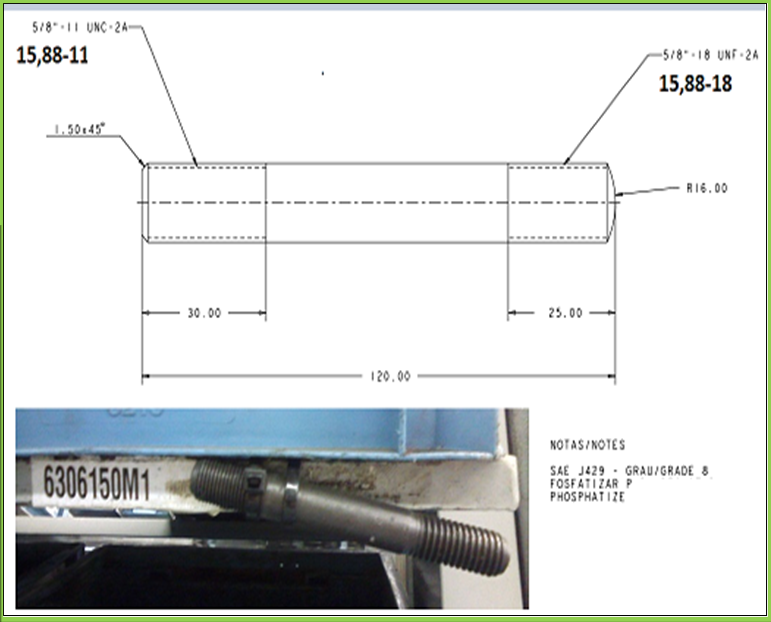 5/8"-11 UNC-2A
15,88-11
5/8"-18 UNF-2A
15,88-18
1.50x45°
R16.00
30.00
25.00
120.00
6306150M1
NOTAS/NOTES
SAE J429 - GRAU/GRADE 8
FOSFATIZAR P
PHOSPHATIZE